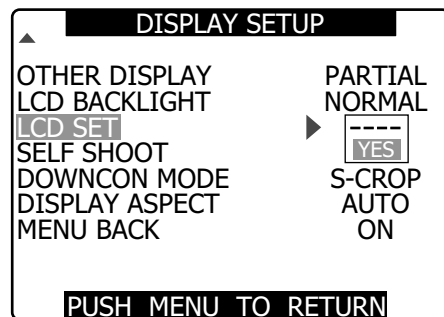 DISPLAY SETUP
OTHER DISPLAY PARTIAL
LCD BACKLIGHT NORMAL
LCD SET ----
YES
SELF SHOOT
DOWNCON MODE S-CROP
DISPLAY ASPECT AUTO
MENU BACK ON
PUSH MENU TO RETURN